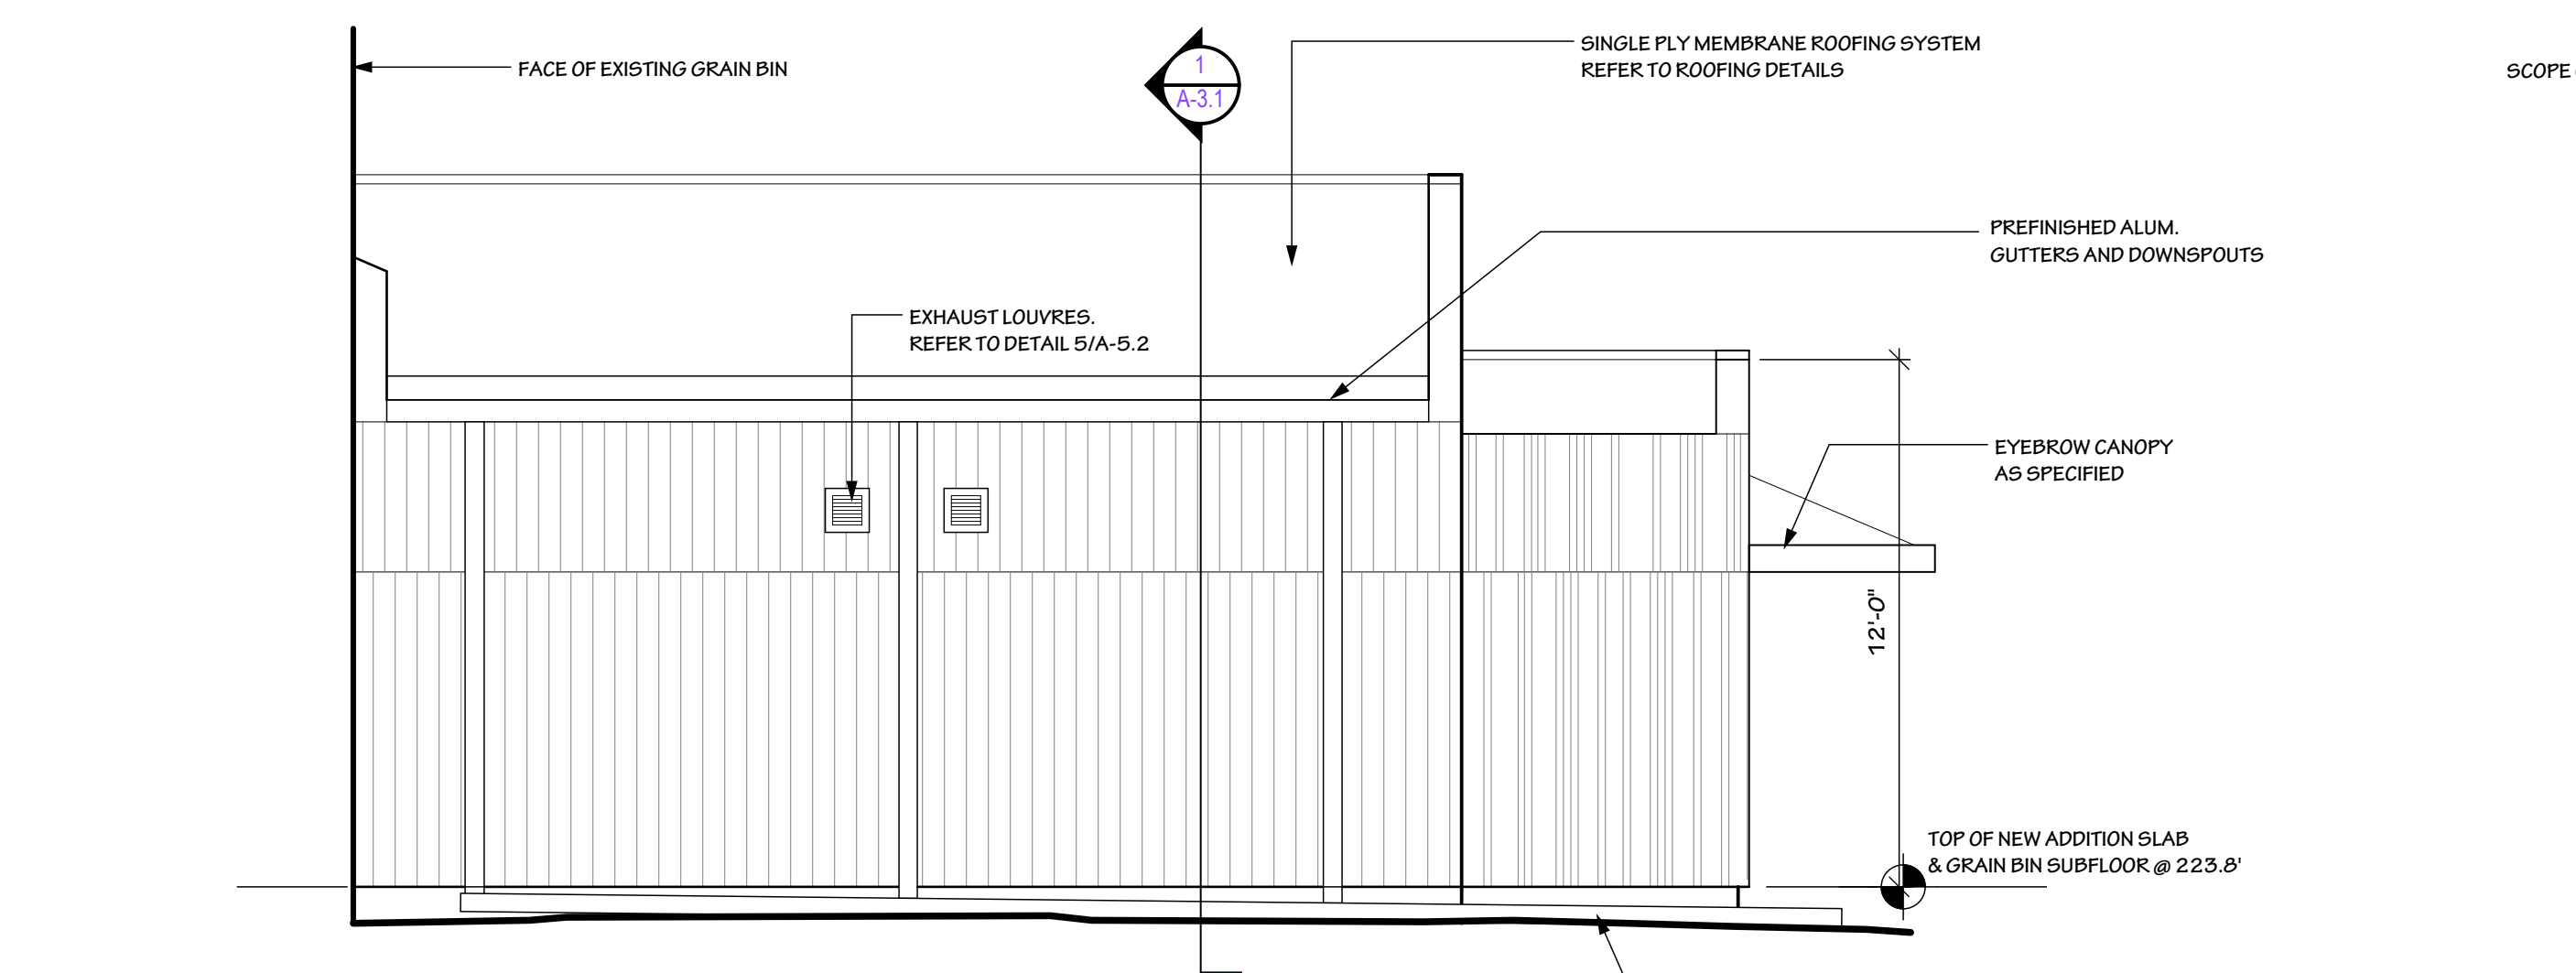 FACE OF EXISTING GRAIN BIN
1
A-3.1
SINGLE PLY MEMBRANE ROOFING SYSTEM
REFER TO ROOFING DETAILS
SCOPE
PREFINISHED ALUM.
GUTTERS AND DOWNSPOUTS
EXHAUST LOUVRES.
REFER TO DETAIL 5/A-5.2
EYEBROW CANOPY
AS SPECIFIED
12'-0"
TOP OF NEW ADDITION SLAB
& GRAIN BIN SUBFLOOR @ 223.8'